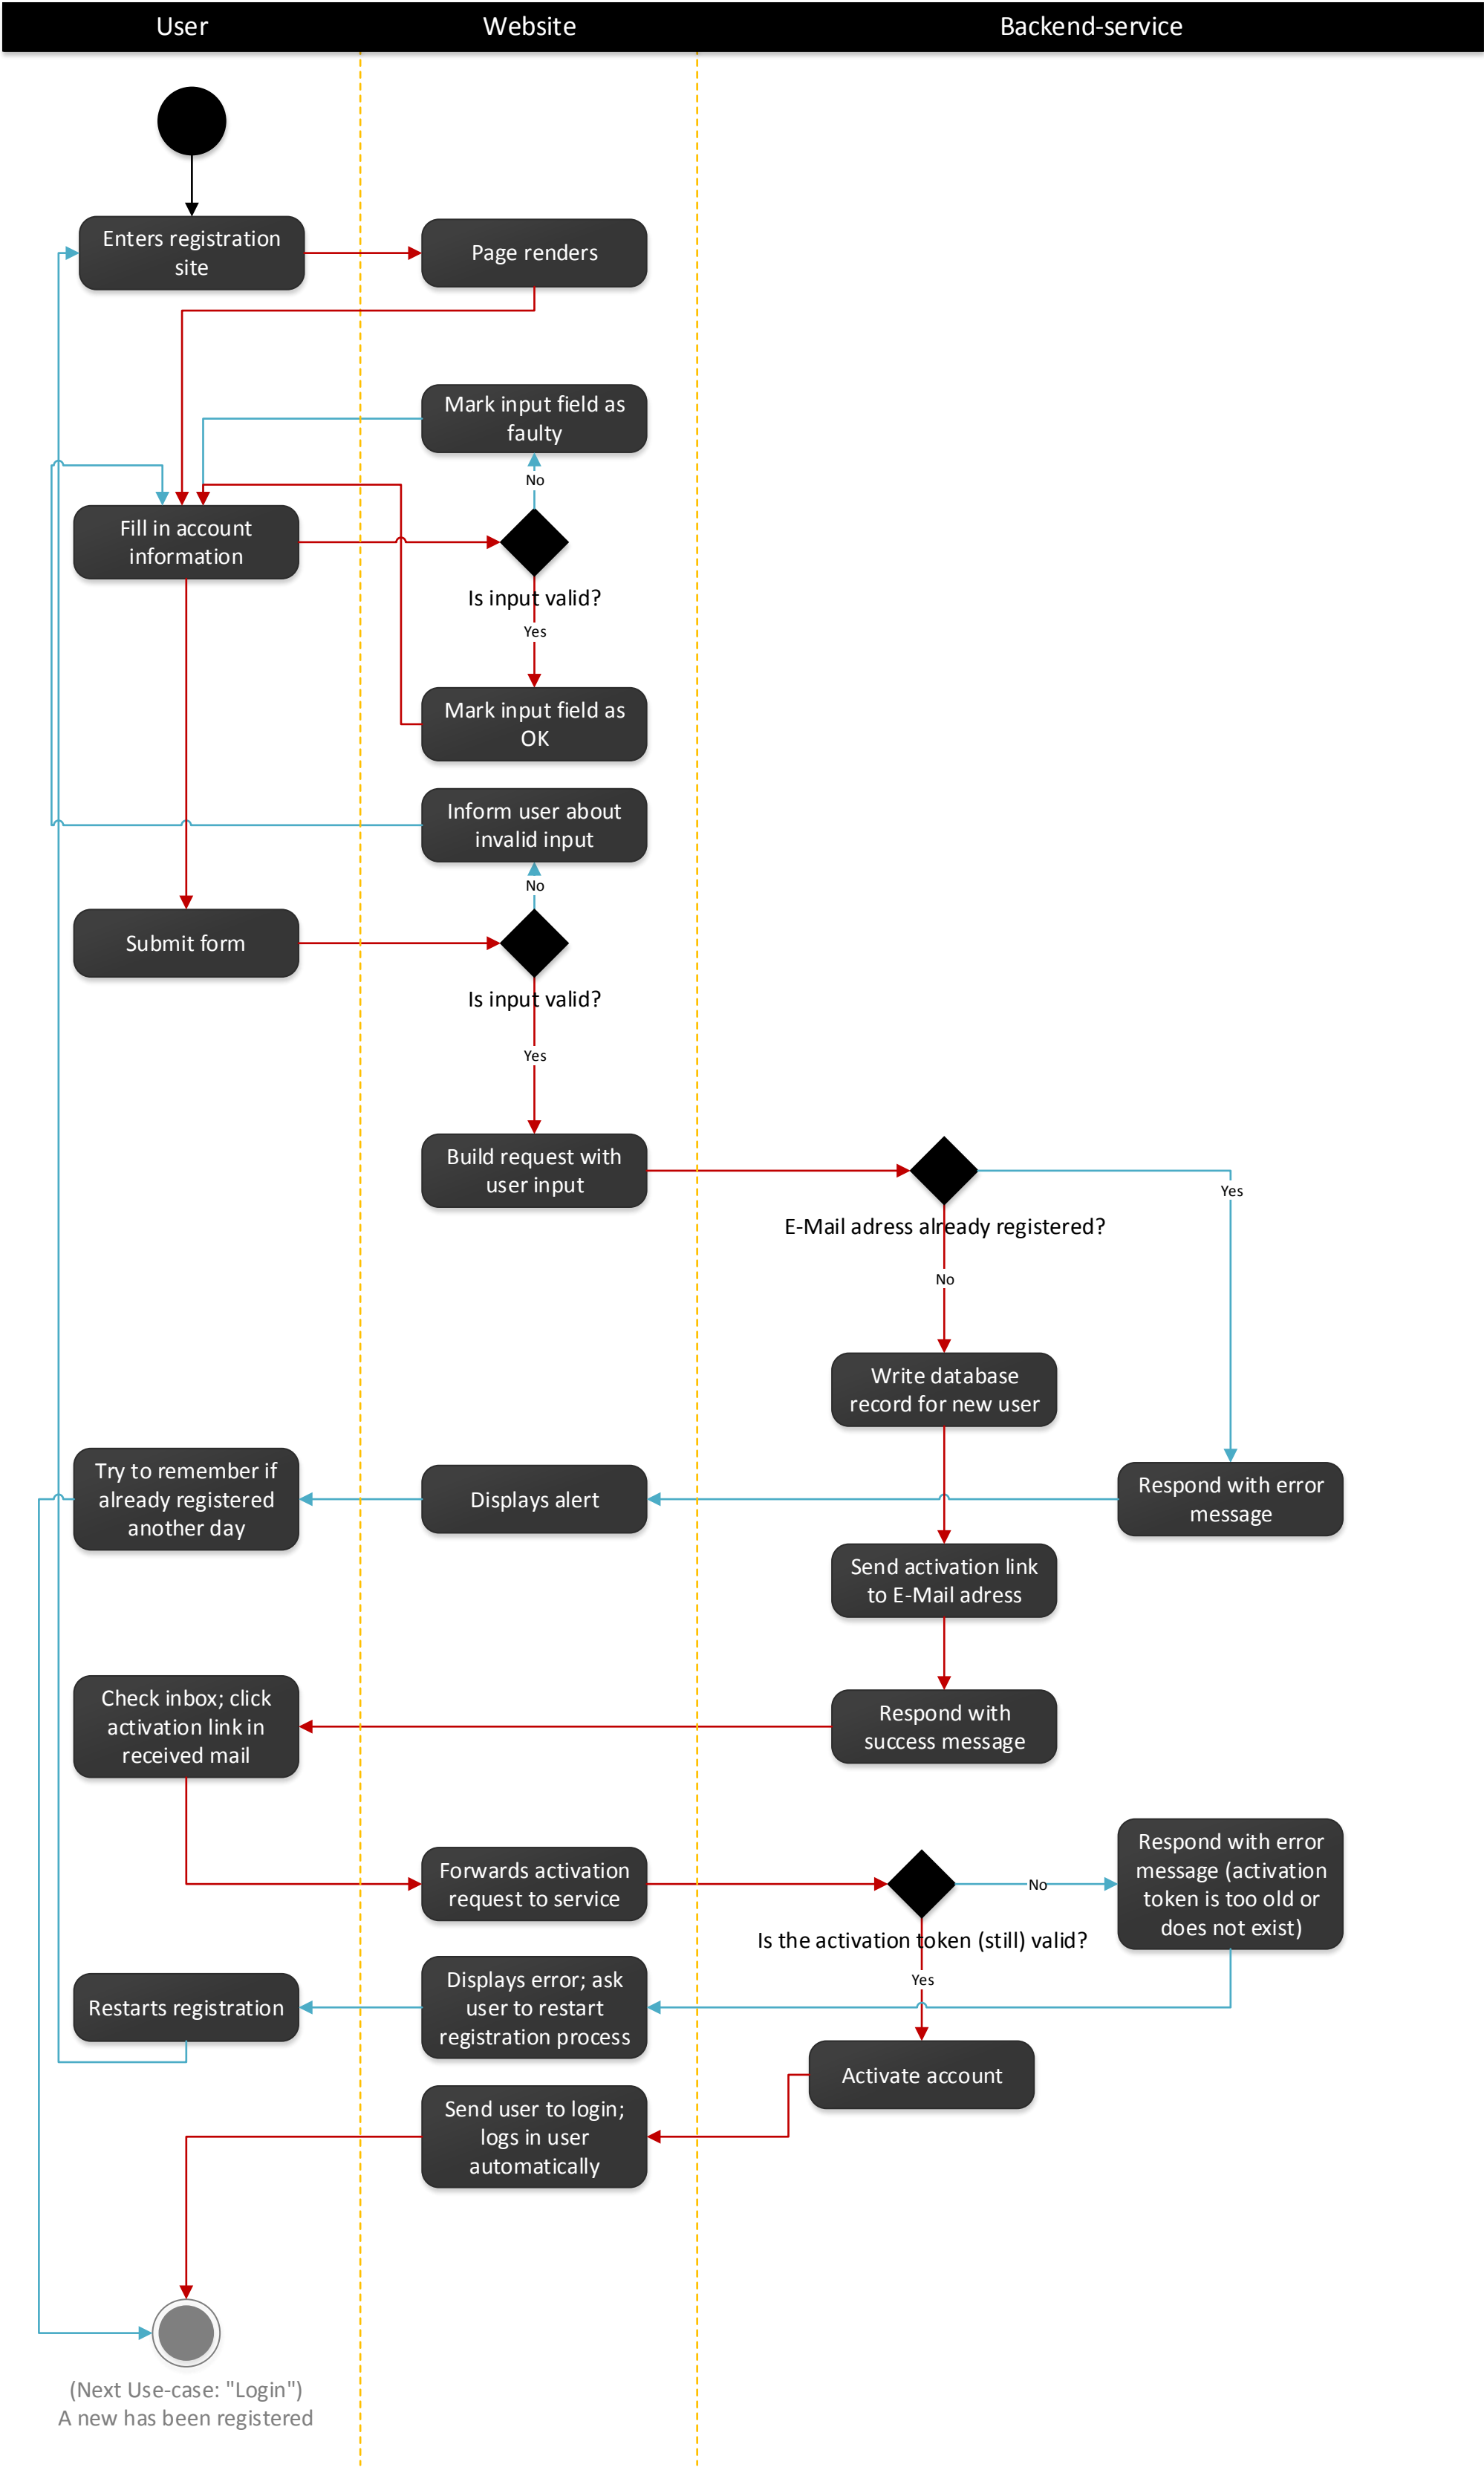 User
Website
Backend-service
Enters registration
site
Page renders
Mark input field as
faulty
No
Fill in account
information
Is input valid?
Yes
Mark input field as
OK
Inform user about
invalid input
No
Submit form
Is input valid?
Yes
Build request with
user input
Yes
E-Mail adress already registered?
No
Write database
record for new user
Try to remember if
already registered
another day
Displays alert
Respond with error
message
Send activation link
to E-Mail adress
Check inbox; click
activation link in
received mail
Respond with
success message
Forwards activation
request to service
No
Respond with error
message (activation
token is too old or
does not exist)
Is the activation token (still) valid?
Yes
Restarts registration
Displays error; ask
user to restart
registration process
Activate account
Send user to login;
logs in user
automatically
(Next Use-case: "Login")
A new has been registered